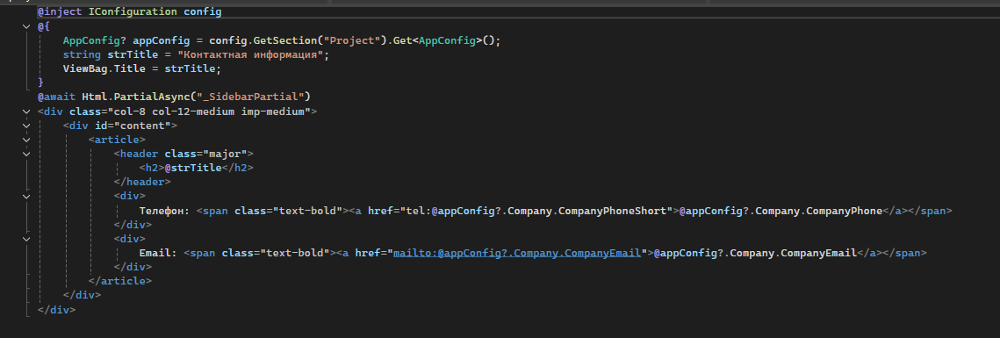 @inject IConfiguration config
@{
    AppConfig? appConfig = config.GetSection("Project").Get<AppConfig>();
    string strTitle = "Контактная информация";
    ViewBag.Title = strTitle;
}
@await Html.PartialAsync("_SidebarPartial")
<div class="col-8 col-12-medium imp-medium">
    <div id="content">
        <article>
            <header class="major">
                <h2>@strTitle</h2>
            </header>
            <div>
                Телефон: <span class="text-bold"><a href="tel:@appConfig?.Company.CompanyPhoneShort">@appConfig?.Company.CompanyPhone</a></span>
            </div>
            <div>
                Email: <span class="text-bold"><a href="mailto:@appConfig?.Company.CompanyEmail">@appConfig?.Company.CompanyEmail</a></span>
            </div>
        </article>
    </div>
</div>